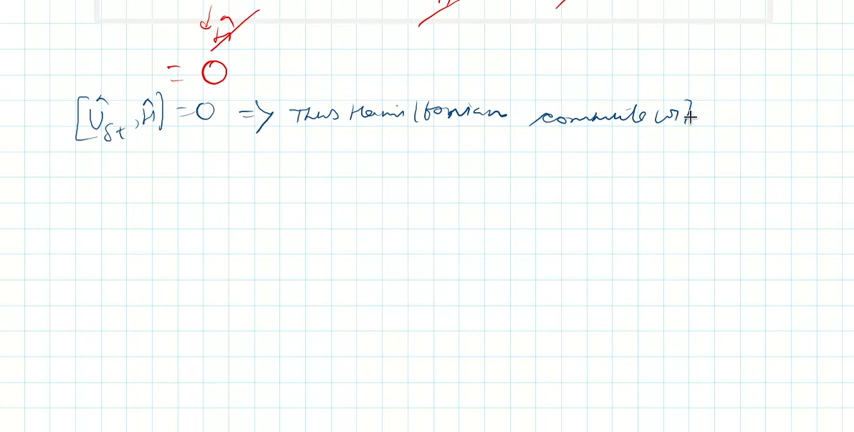 = 0
[Û_δt, Ĥ] = 0 => Thus Hamiltonian commute wit